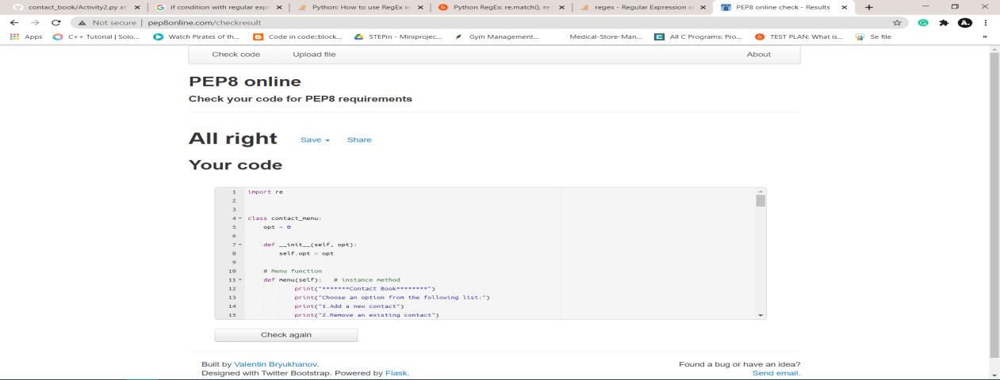 contact_book/Activity2.py at
if condition with regular expr
Python: How to use RegEx in
Python RegEx: re.match(), re.
regex - Regular Expression se
PEP8 online check - Results
Not secure | pep8online.com/checkresult
Apps
C++ Tutorial | Solo...
Watch Pirates of th...
Code in code::block...
STEPin - Miniprojec...
Gym Management...
Medical-Store-Man...
All C Programs: Pro...
TEST PLAN: What is...
Se file
»
Check code
Upload file
About
PEP8 online
Check your code for PEP8 requirements
All right
Save
Share
Your code
1 import re
2
3
4 class contact_menu:
5 opt = 0
6
7 def __init__(self, opt):
8 self.opt = opt
9
10 # Menu function
11 def menu(self):   # instance method
12 print("*******Contact Book********")
13 print("Choose an option from the following list:")
14 print("1.Add a new contact")
15 print("2.Remove an existing contact")
Check again
Built by Valentin Bryukhanov.
Designed with Twitter Bootstrap. Powered by Flask.
Found a bug or have an idea?
Send email.